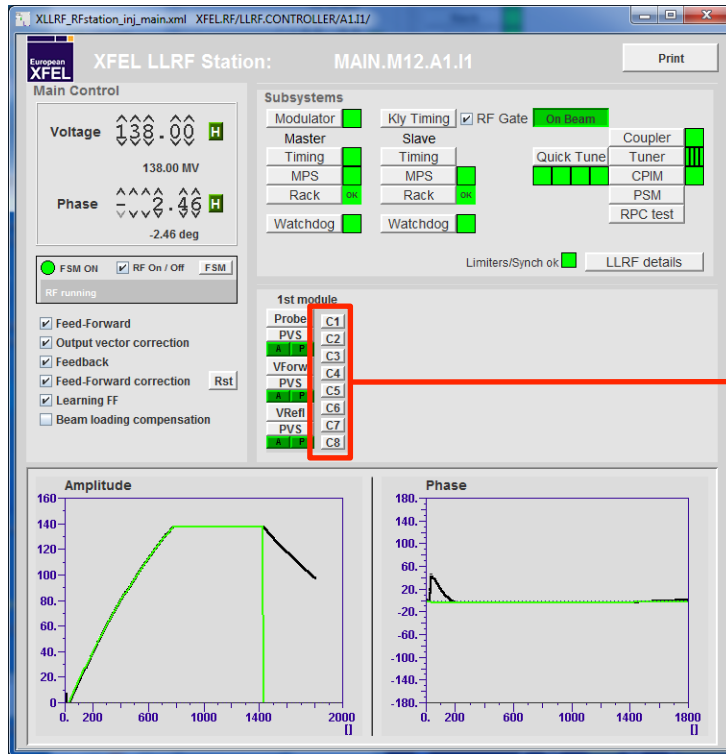 XLLRF_RFstation_inj_main.xml XFEL.RF/LLRF.CONTROLLER/A1.I1/
European
XFEL
XFEL LLRF Station: MAIN.M12.A1.I1
Print
Main Control
Voltage 138.00 H
138.00 MV
Phase - 2.46 H
-2.46 deg
FSM ON RF On / Off FSM
RF running
Feed-Forward
Output vector correction
Feedback
Feed-Forward correction Rst
Learning FF
Beam loading compensation
Subsystems
Modulator Kly Timing RF Gate On Beam
Master Slave Coupler
Timing Timing Quick Tune Tuner
MPS MPS CPIM
Rack OK Rack OK PSM
RPC test
Watchdog Watchdog
Limiters/Synch ok LLRF details
1st module
Probe C1
PVS C2
A P C3
VForw C4
PVS C5
A P C6
VRefl C7
PVS C8
A P
Amplitude
160
140
120
100
80.
60.
40.
20.
0.
0. 200 600 1000 1400 2000
[]
Phase
180.
140.
100.
60.
20.
-20.
-60.
-100.
-140.
-180.
0. 200 600 1000 1400 1800
[]